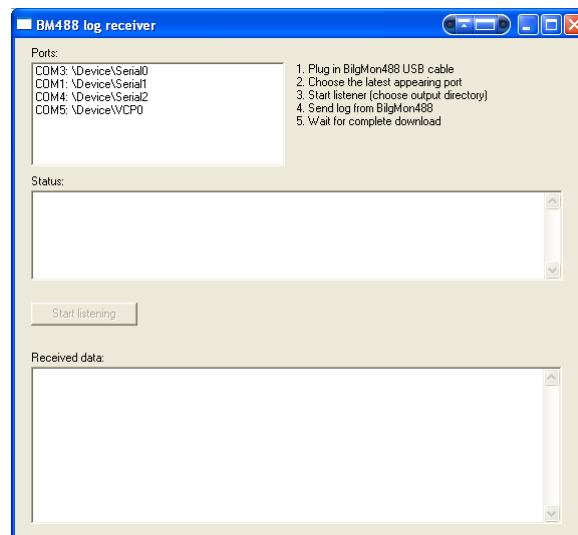 BM488 log receiver
Ports:
COM3: \Device\Serial0
COM1: \Device\Serial1
COM4: \Device\Serial2
COM5: \Device\VCP0
1. Plug in BilgMon488 USB cable
2. Choose the latest appearing port
3. Start listener (choose output directory)
4. Send log from BilgMon488
5. Wait for complete download
Status:
Start listening
Received data: